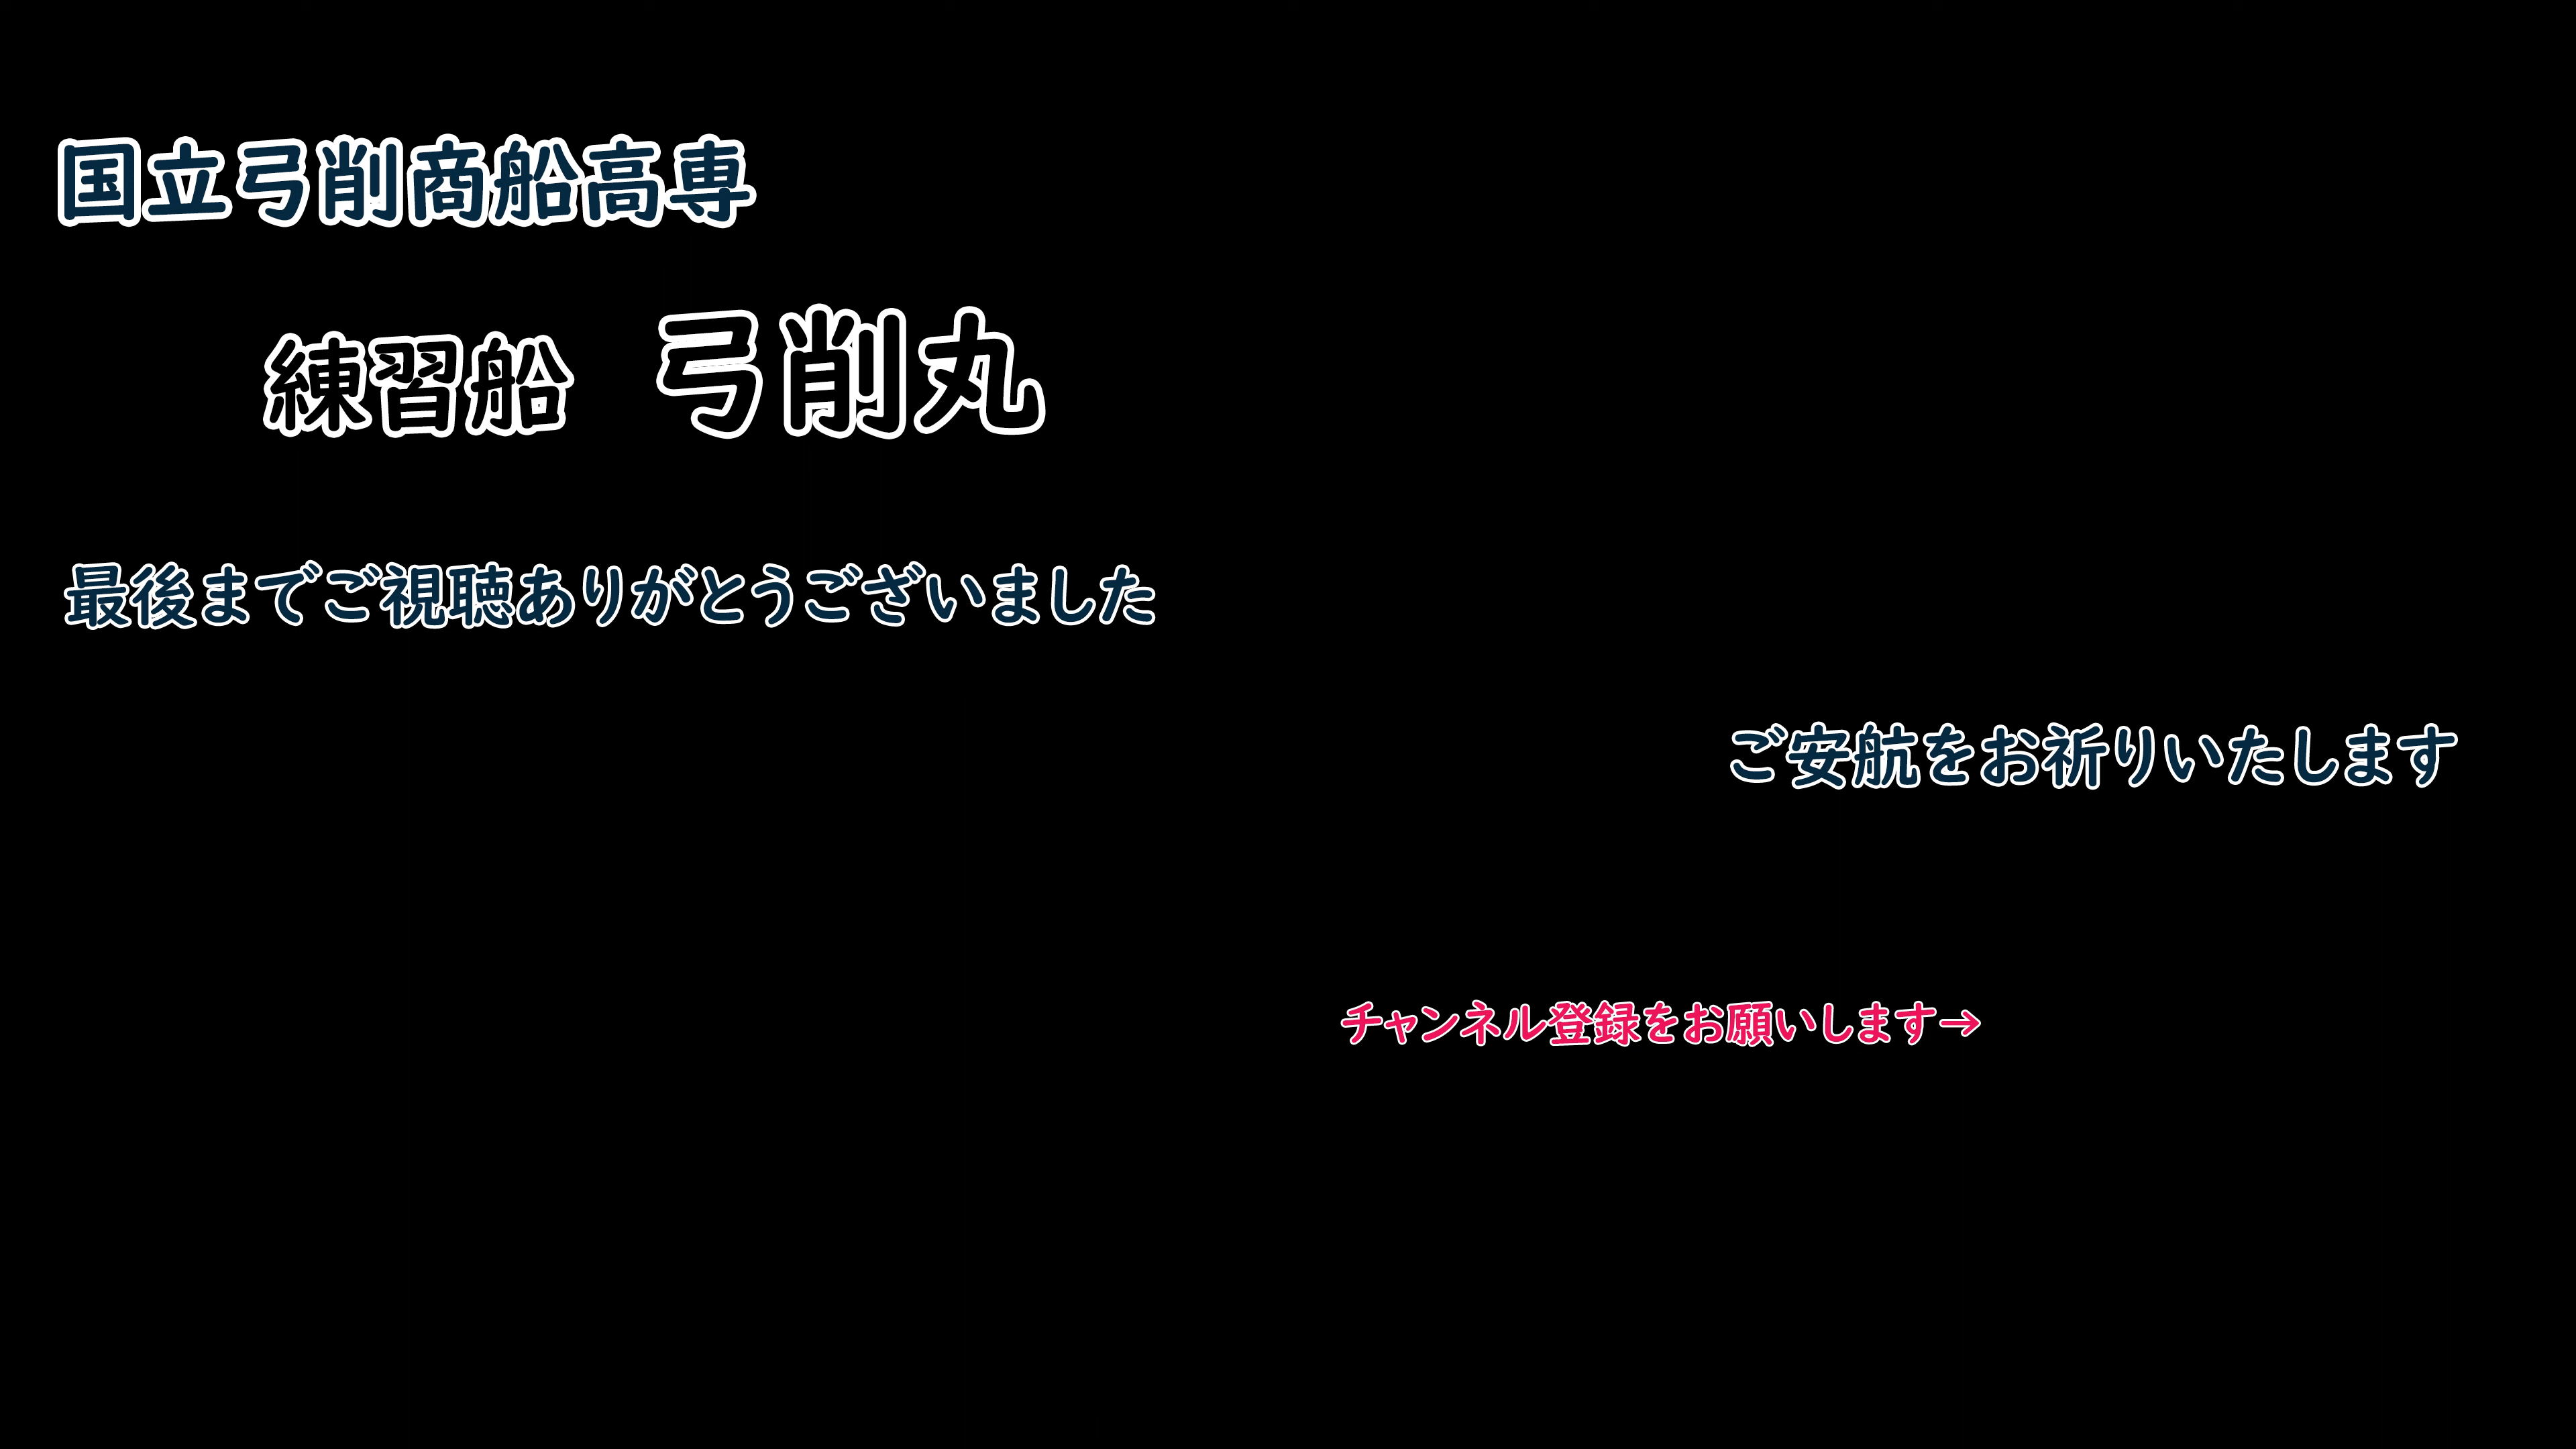 国立弓削商船高専
練習船　弓削丸
最後までご視聴ありがとうございました
ご安航をお祈りいたします
チャンネル登録をお願いします→